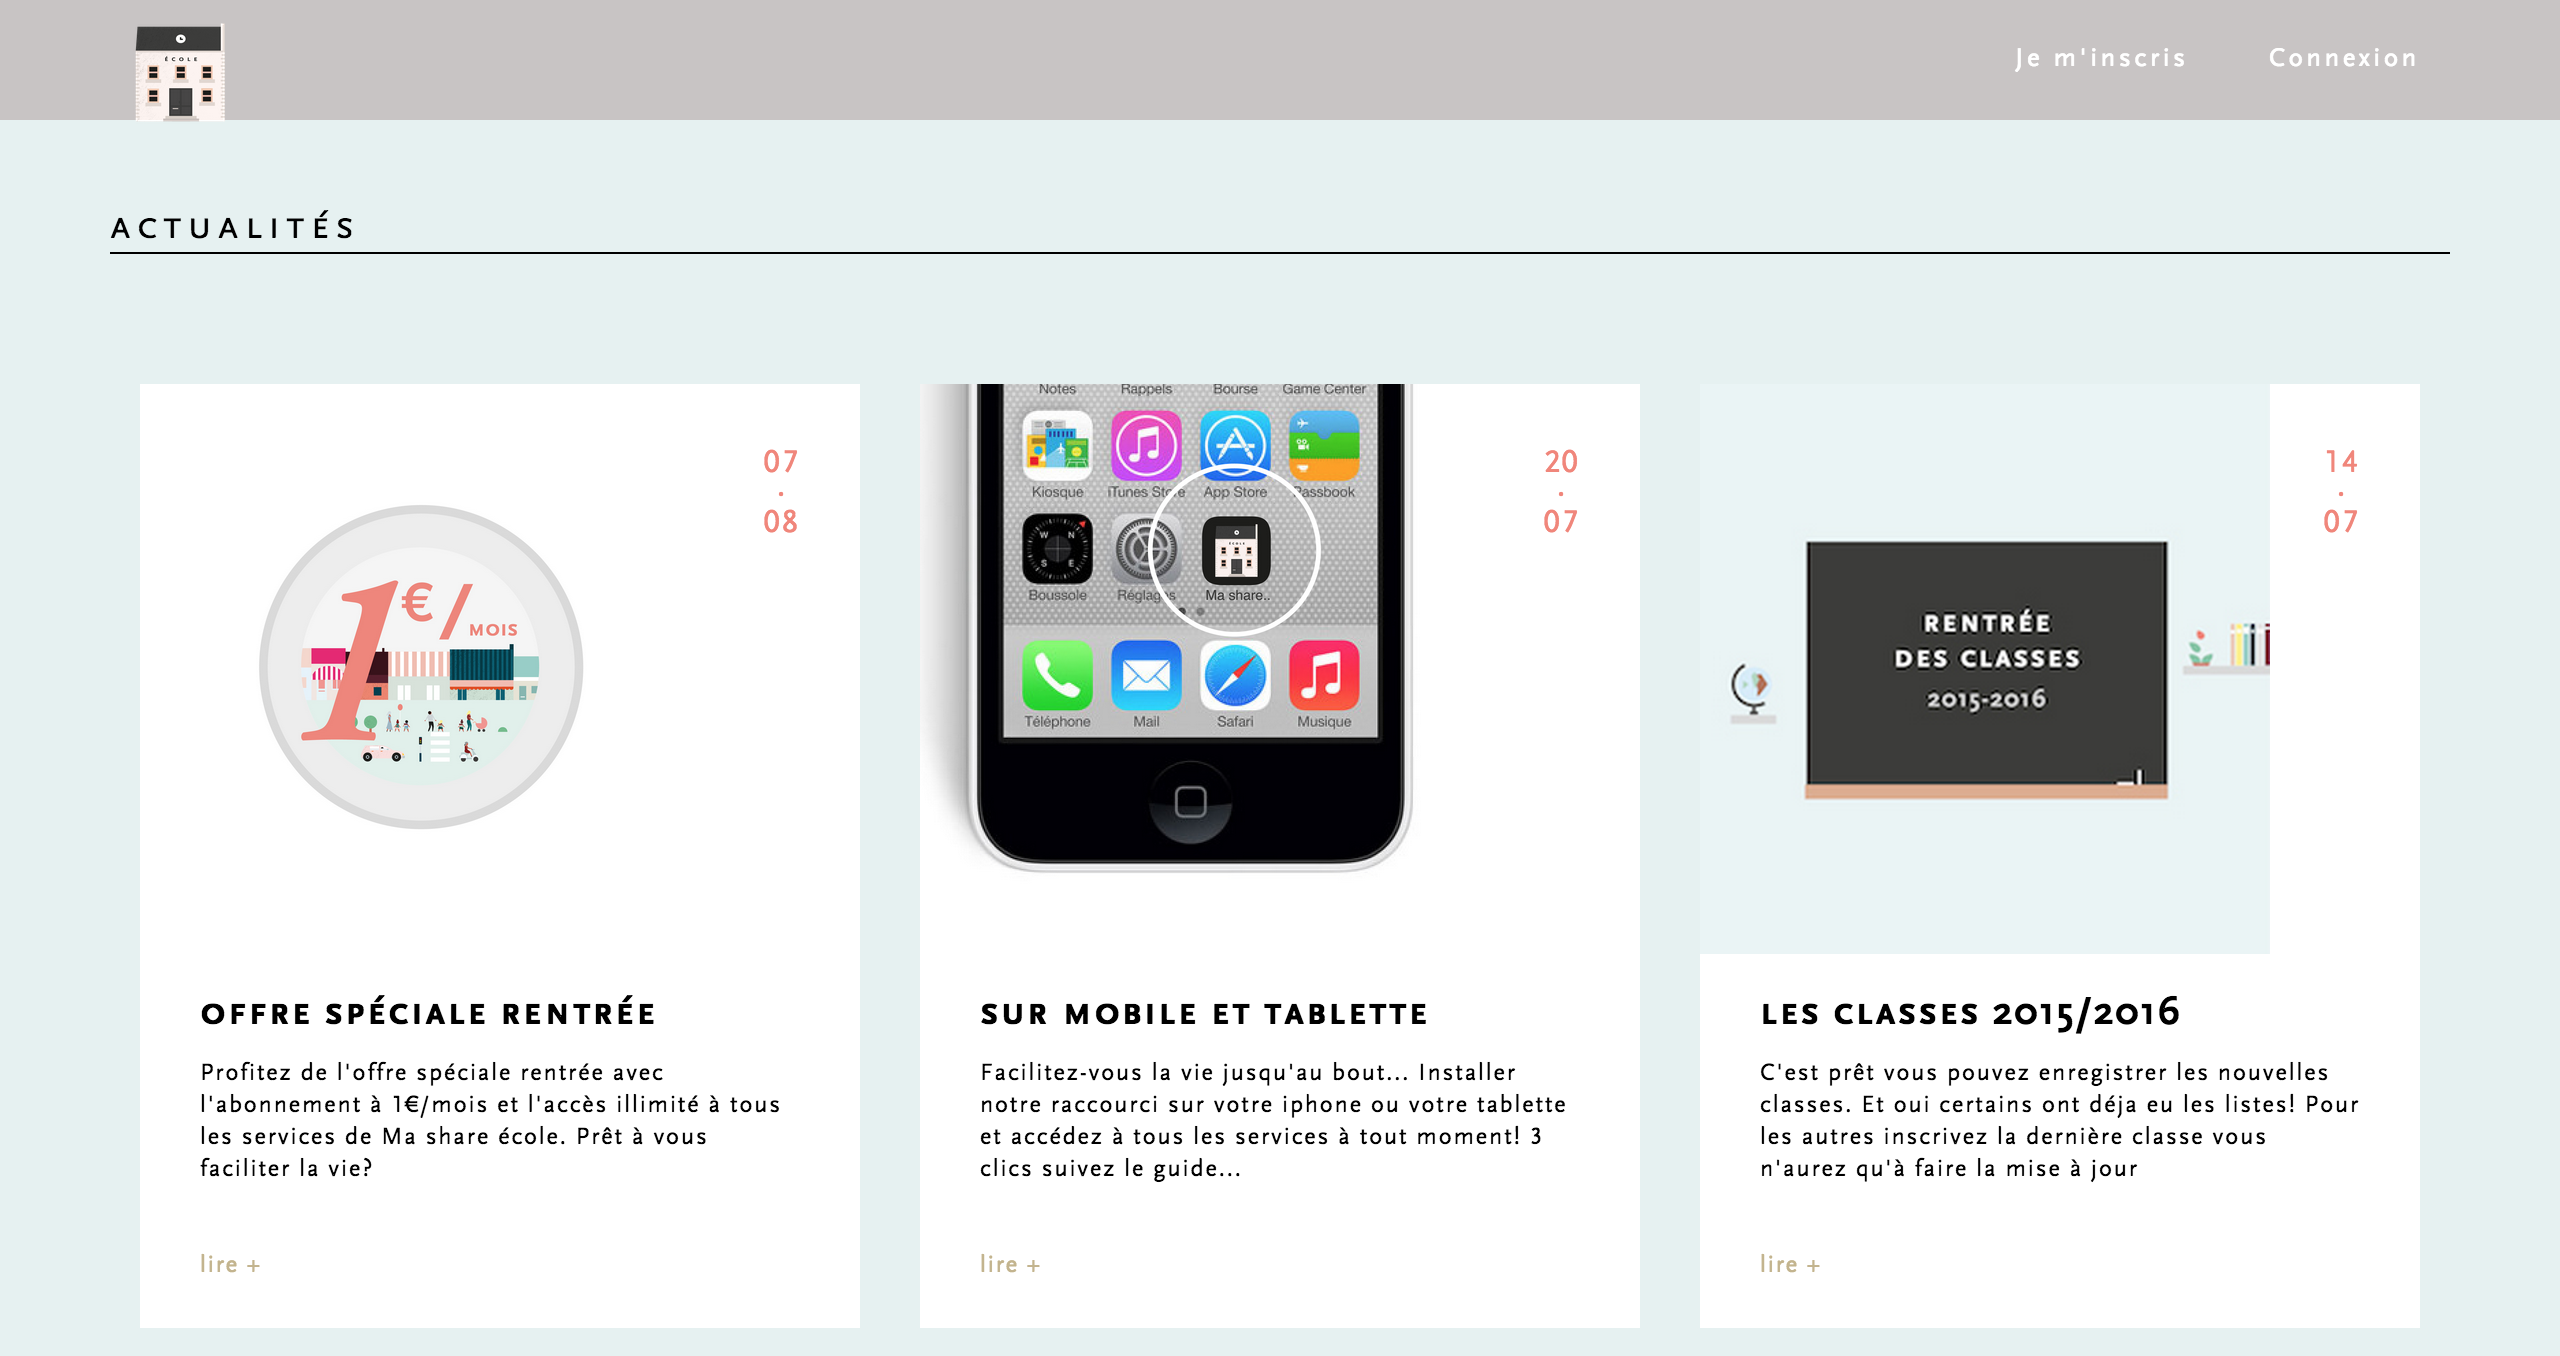 ÉCOLE
Je m'inscris
Connexion
ACTUALITÉS
07
.
08
1€/MOIS
OFFRE SPÉCIALE RENTRÉE
Profitez de l'offre spéciale rentrée avec
l'abonnement à 1€/mois et l'accès illimité à tous
les services de Ma share école. Prêt à vous
faciliter la vie?
lire +
Notes Rappels Bourse Game Center
Kiosque iTunes Store App Store Passbook
W N
S E
Boussole Réglages Ma share..
Téléphone Mail Safari Musique
20
.
07
SUR MOBILE ET TABLETTE
Facilitez-vous la vie jusqu'au bout... Installer
notre raccourci sur votre iphone ou votre tablette
et accédez à tous les services à tout moment! 3
clics suivez le guide...
lire +
RENTRÉE
DES CLASSES
2015-2016
14
.
07
LES CLASSES 2015/2016
C'est prêt vous pouvez enregistrer les nouvelles
classes. Et oui certains ont déja eu les listes! Pour
les autres inscrivez la dernière classe vous
n'aurez qu'à faire la mise à jour
lire +